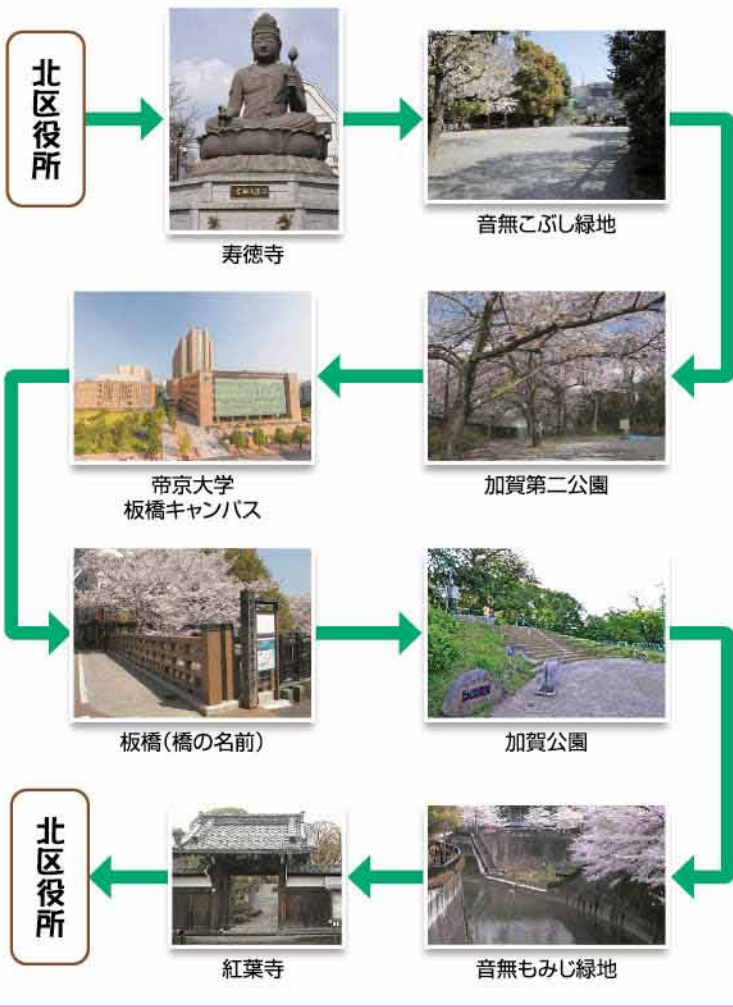 北区役所
寿徳寺
音無こぶし緑地
加賀第二公園
帝京大学
板橋キャンパス
板橋(橋の名前)
加賀公園
音無もみじ緑地
紅葉寺
北区役所